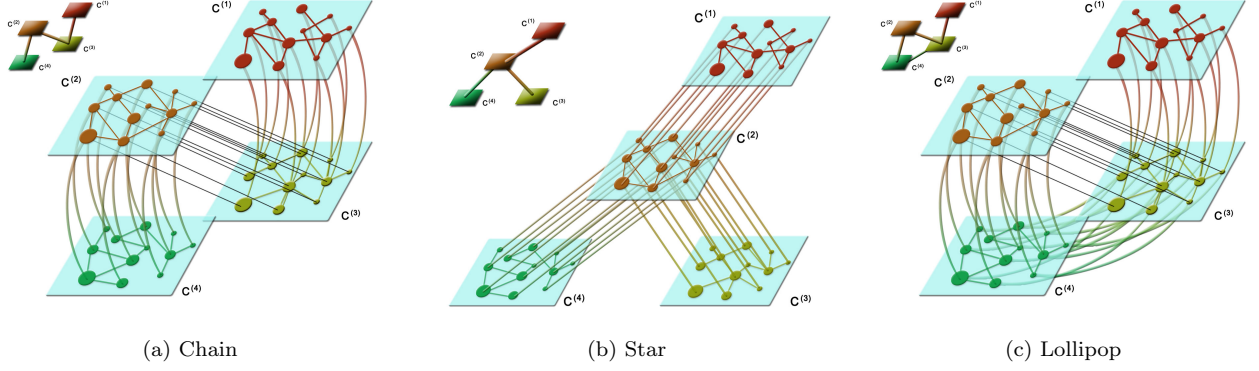 C(1)
C(2)
C(3)
C(4)
C(1)
C(2)
C(3)
C(4)
(a) Chain
C(1)
C(2)
C(4)
C(3)
C(1)
C(2)
C(4)
C(3)
(b) Star
C(1)
C(2)
C(3)
C(4)
C(1)
C(2)
C(3)
C(4)
(c) Lollipop